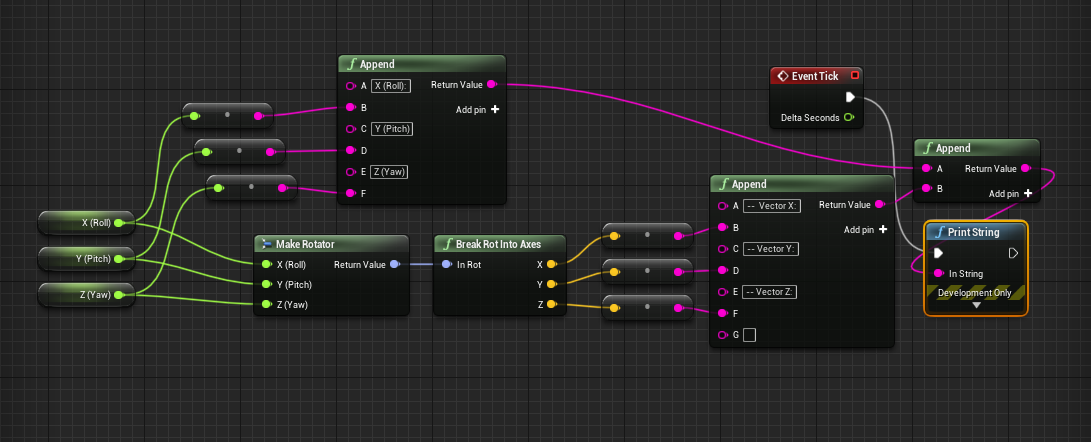 Append
A X (Roll): Return Value
B Add pin +
C Y (Pitch)
D
E Z (Yaw)
F
X (Roll)
Y (Pitch)
Z (Yaw)
Make Rotator
X (Roll) Return Value
Y (Pitch)
Z (Yaw)
Break Rot Into Axes
In Rot X
Y
Z
Append
A -- Vector X: Return Value
B
Add pin +
C -- Vector Y:
D
E -- Vector Z:
F
G
Event Tick
Delta Seconds
Append
A Return Value
B Add pin +
Print String
In String
Development Only